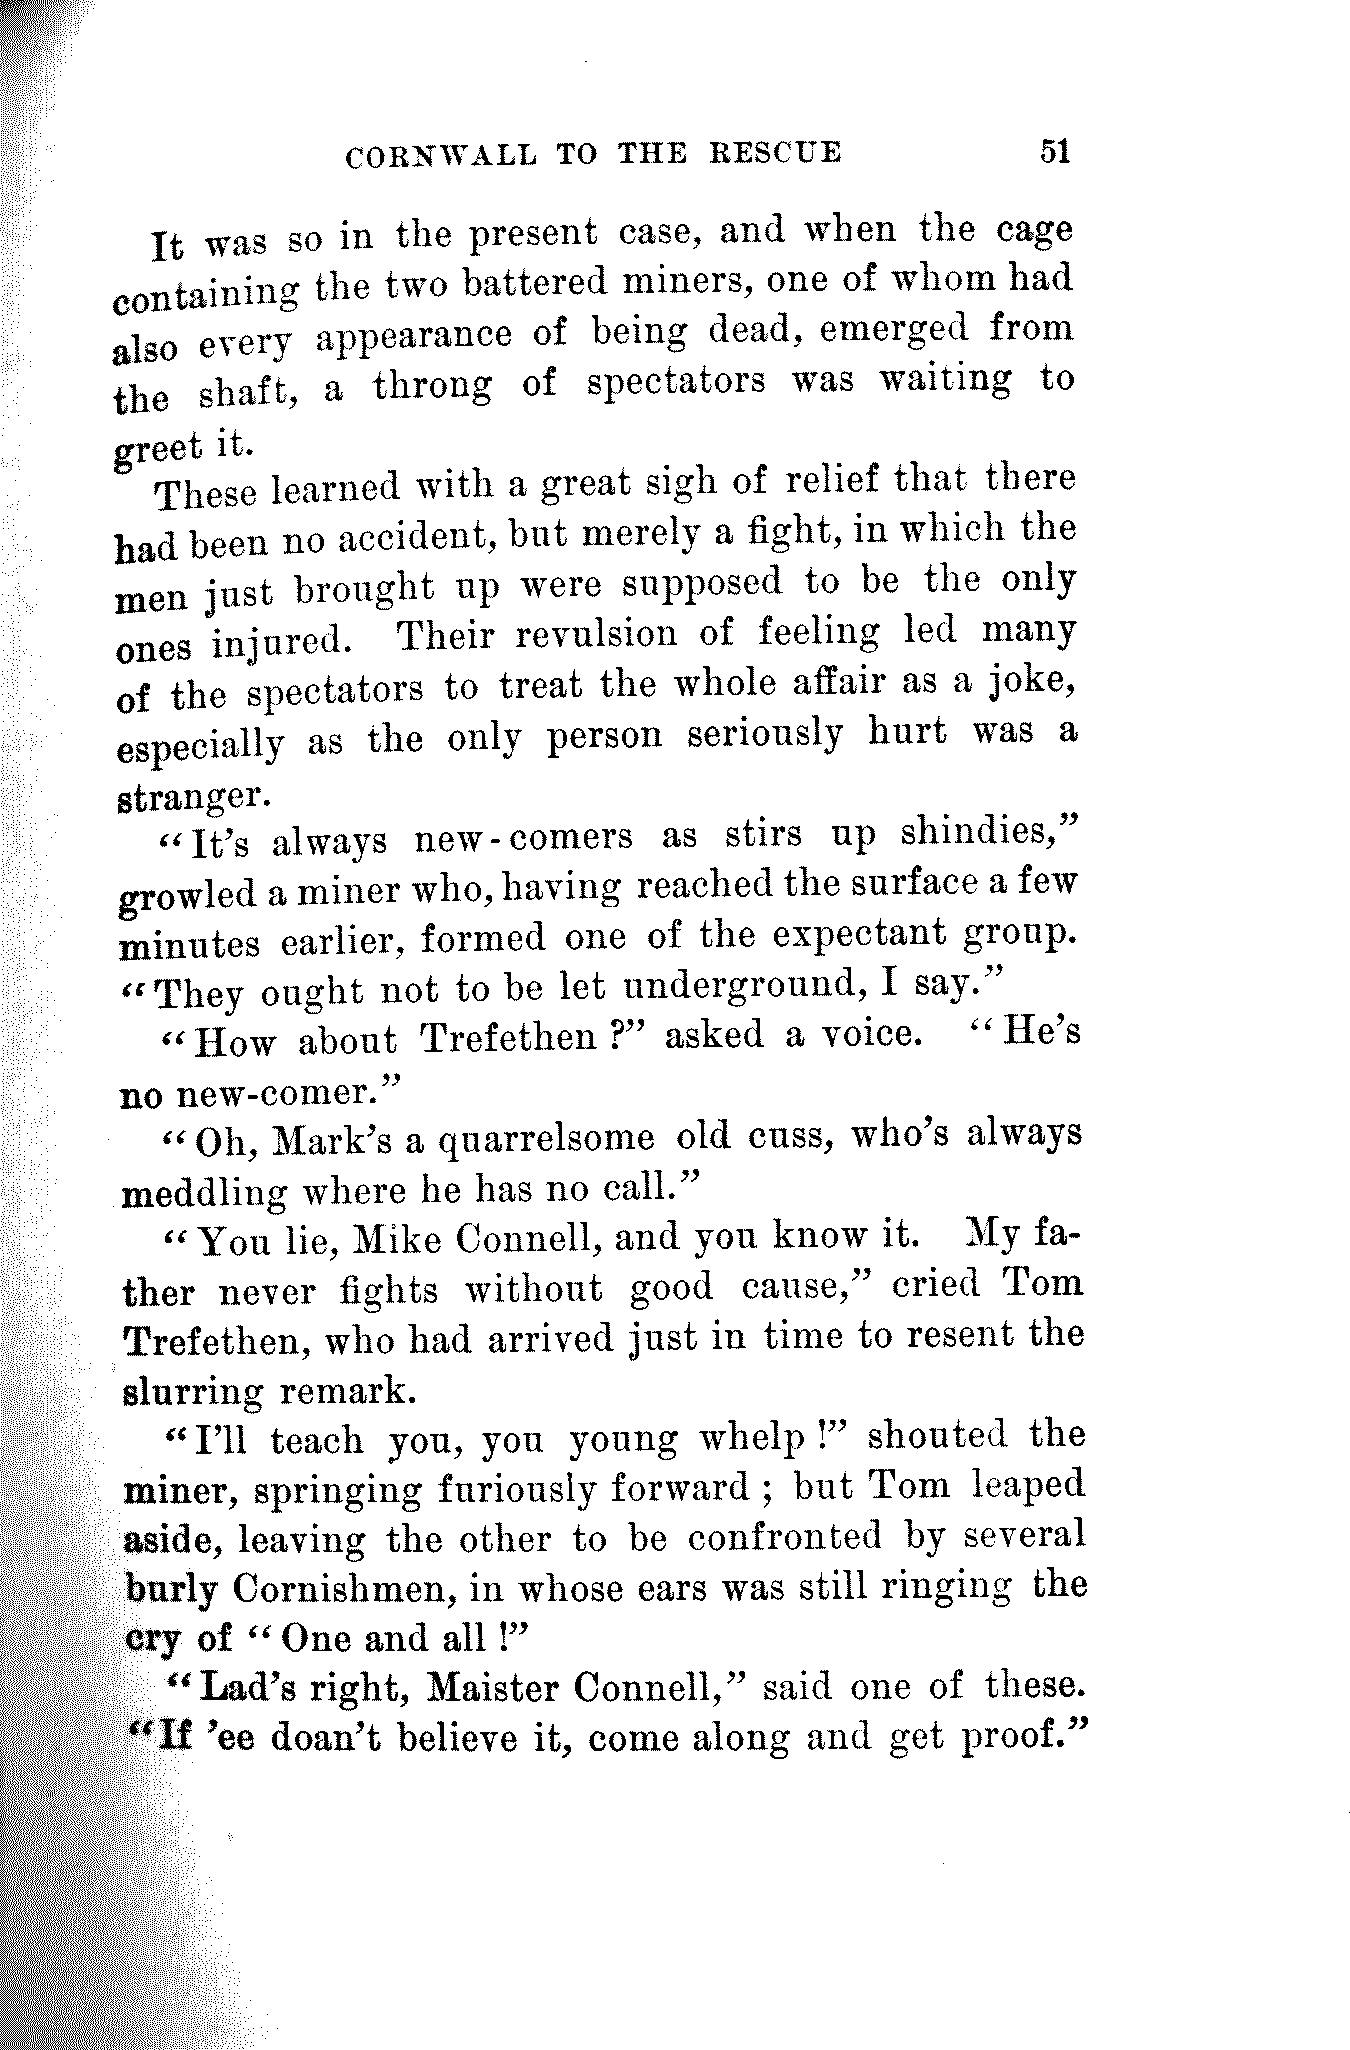 CORNWALL TO THE RESCUE 51
It was so in the present case, and when the cage
containing the two battered miners, one of whom had
also every appearance of being dead, emerged from
the shaft, a throng of spectators was waiting to
greet it.
These learned with a great sigh of relief that there
had been no accident, but merely a fight, in which the
men just brought up were supposed to be the only
ones injured. Their revulsion of feeling led many
of the spectators to treat the whole affair as a joke,
especially as the only person seriously hurt was a
stranger.
“It’s always new-comers as stirs up shindies,”
growled a miner who, having reached the surface a few
minutes earlier, formed one of the expectant group.
“They ought not to be let underground, I say.”
“How about Trefethen?” asked a voice. “He’s
no new-comer.”
“Oh, Mark’s a quarrelsome old cuss, who’s always
meddling where he has no call.”
“You lie, Mike Connell, and you know it. My fa-
ther never fights without good cause,” cried Tom
Trefethen, who had arrived just in time to resent the
slurring remark.
“I’ll teach you, you young whelp!” shouted the
miner, springing furiously forward; but Tom leaped
aside, leaving the other to be confronted by several
burly Cornishmen, in whose ears was still ringing the
cry of “One and all!”
“Lad’s right, Maister Connell,” said one of these.
“If ’ee doan’t believe it, come along and get proof.”